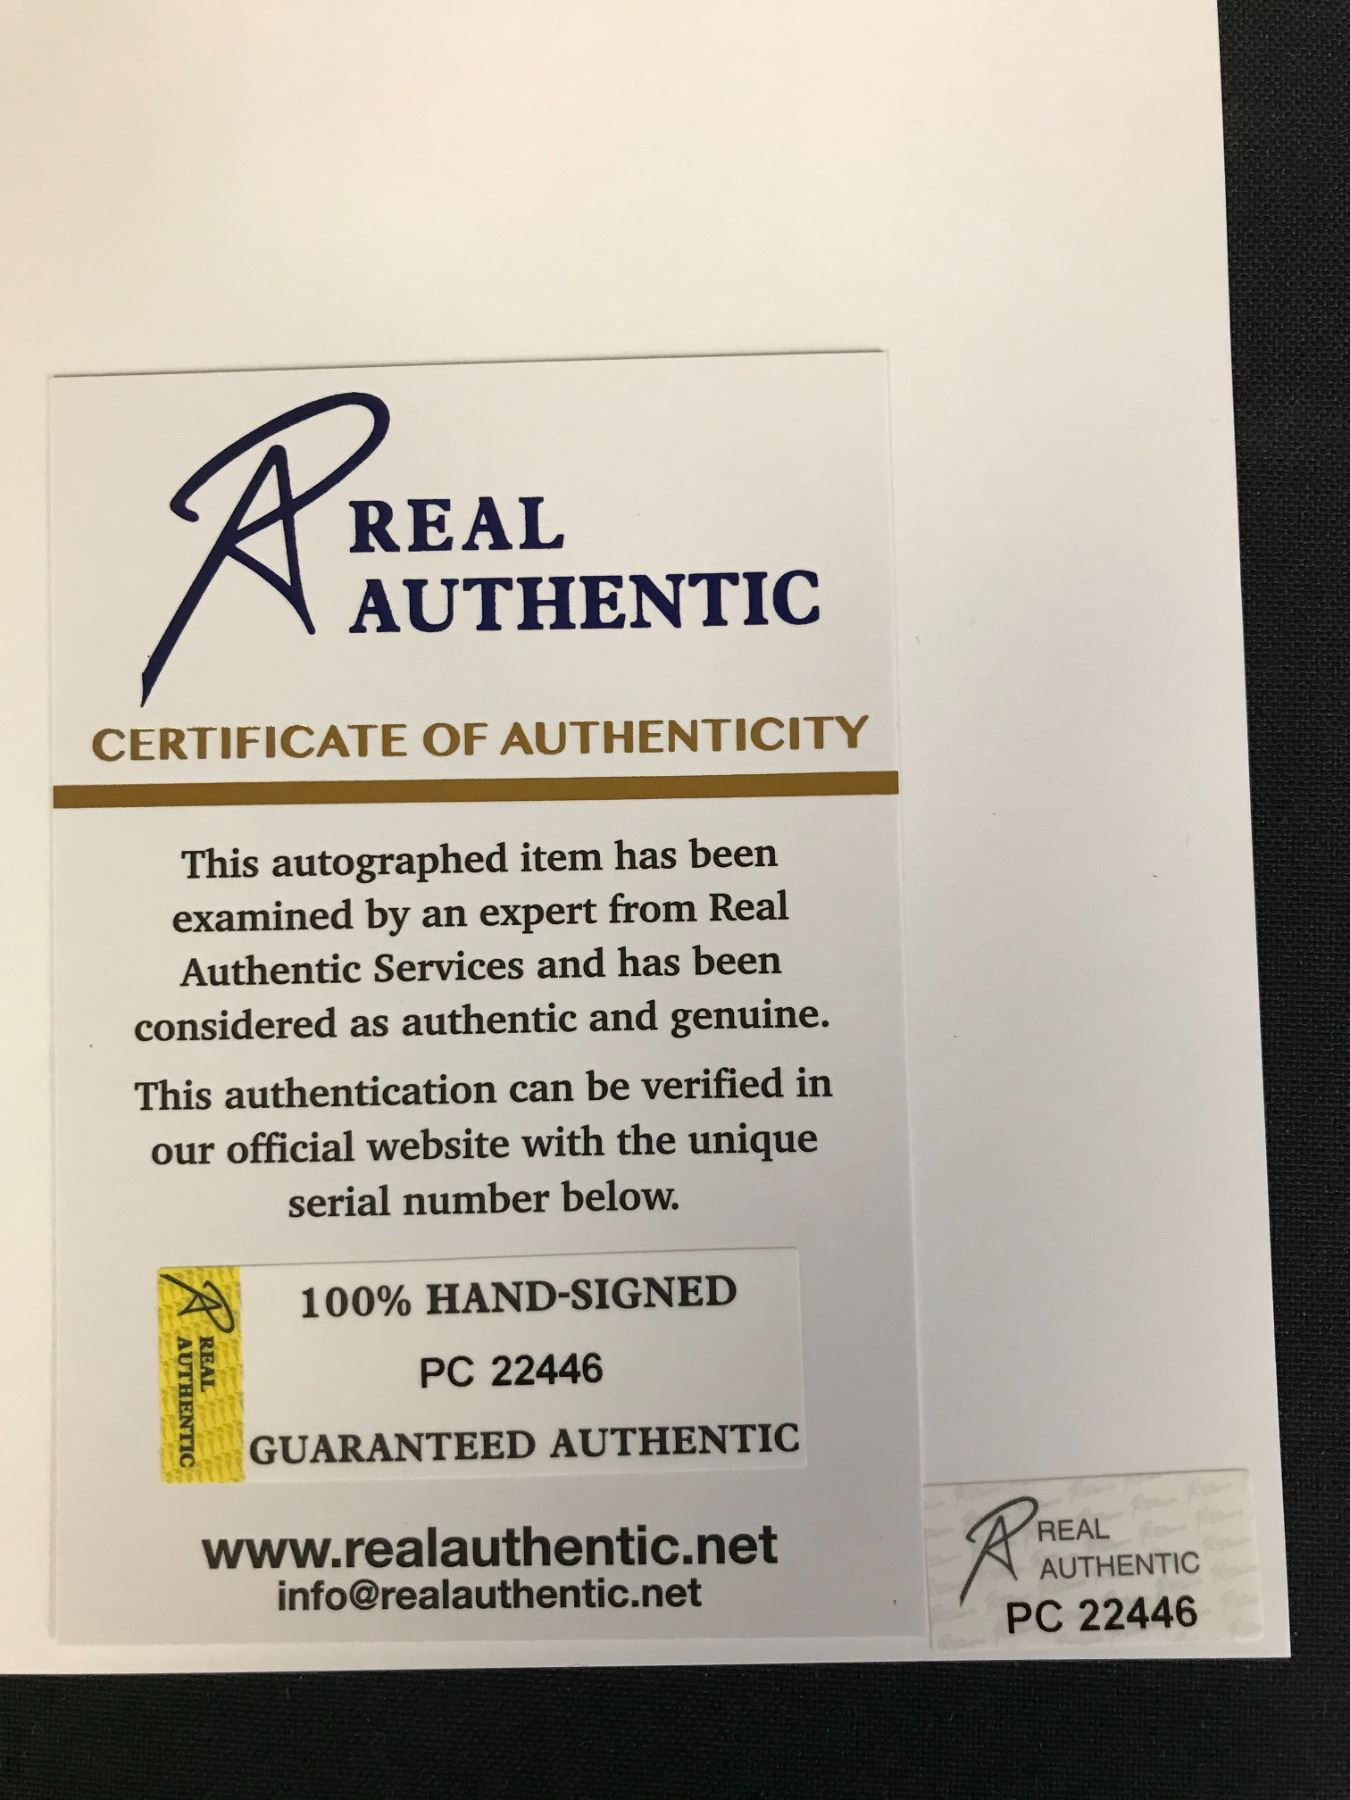 REAL
AUTHENTIC
CERTIFICATE OF AUTHENTICITY
This autographed item has been
examined by an expert from Real
Authentic Services and has been
considered as authentic and genuine.
This authentication can be verified in
our official website with the unique
serial number below.
REAL
AUTHENTIC
100% HAND-SIGNED
PC 22446
GUARANTEED AUTHENTIC
www.realauthentic.net
info@realauthentic.net
REAL
AUTHENTIC
PC 22446